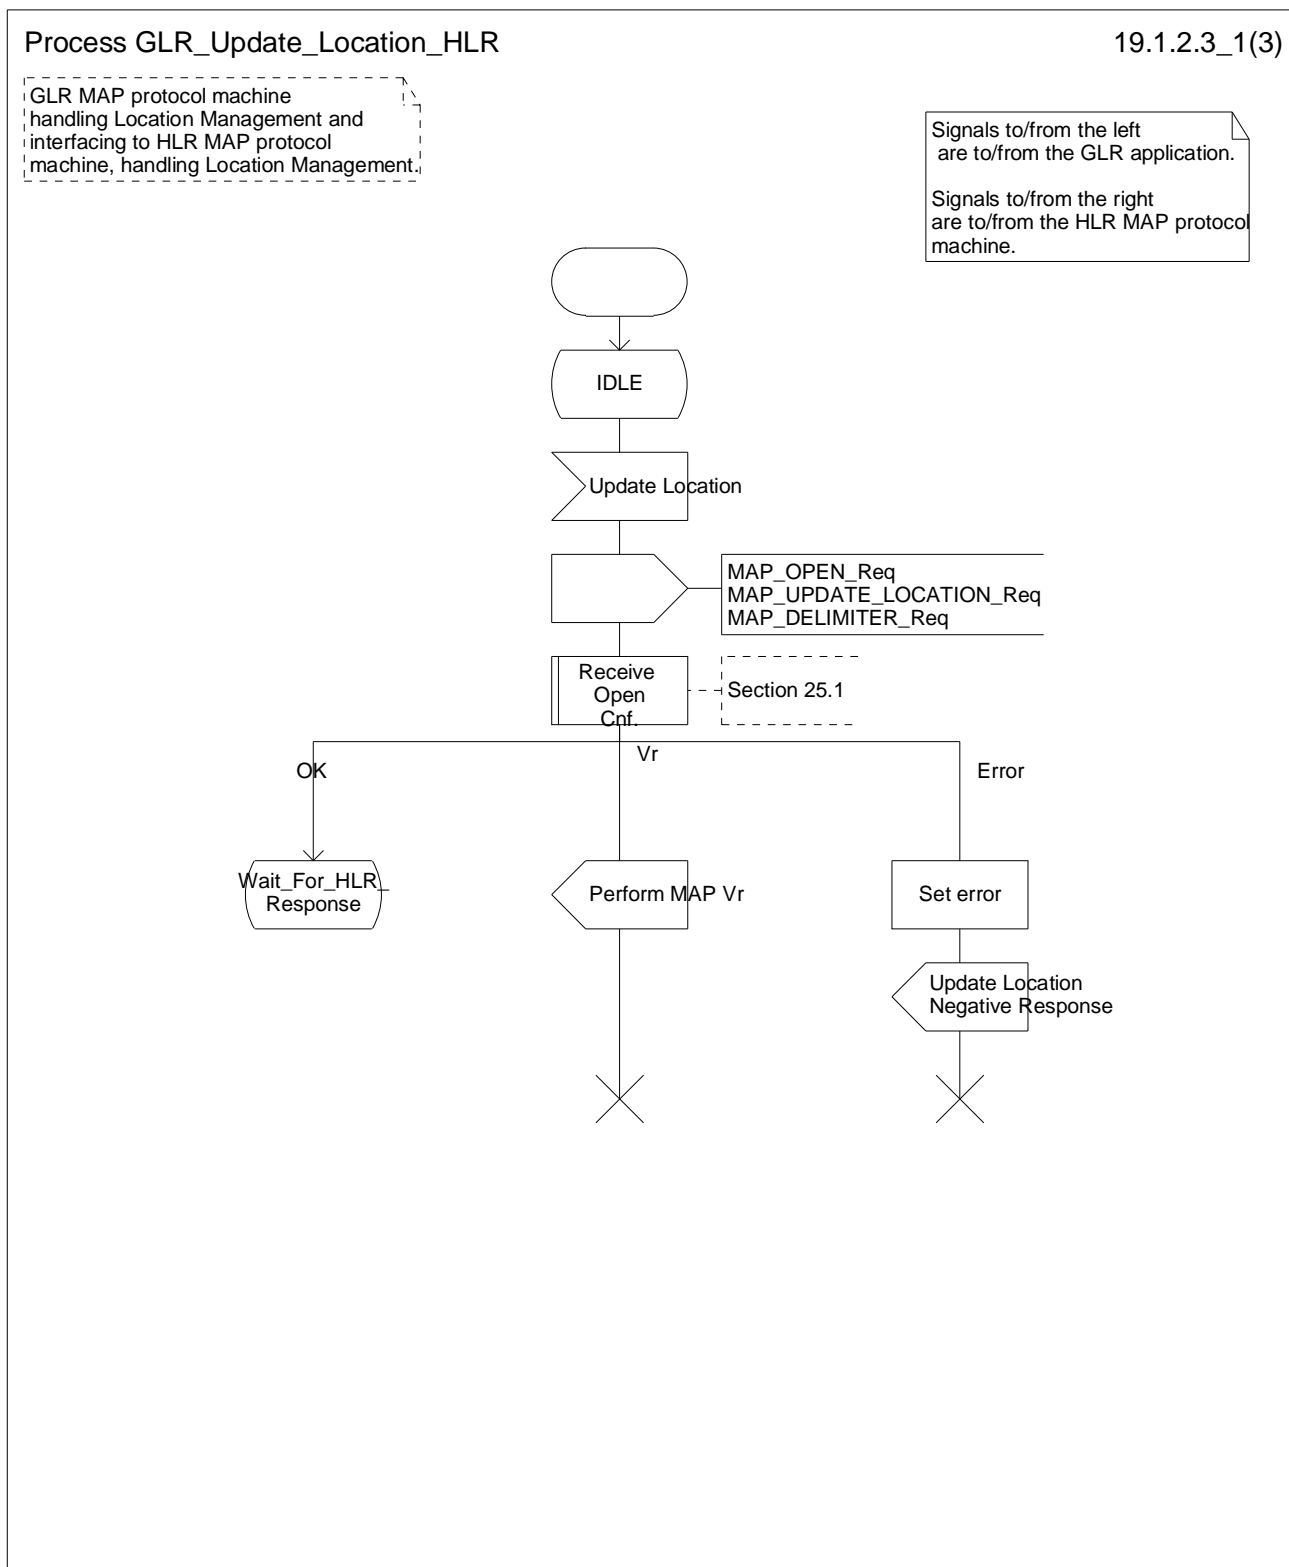 Process GLR_Update_Location_HLR
19.1.2.3_1(3)
GLR MAP protocol machine
handling Location Management and
interfacing to HLR MAP protocol
machine, handling Location Management.
Signals to/from the left
are to/from the GLR application.
Signals to/from the right
are to/from the HLR MAP protocol
machine.
IDLE
Update Location
MAP_OPEN_Req
MAP_UPDATE_LOCATION_Req
MAP_DELIMITER_Req
Receive
Open
Cnf.
Section 25.1
OK
Vr
Error
Wait_For_HLR_
Response
Perform MAP Vr
Set error
Update Location
Negative Response